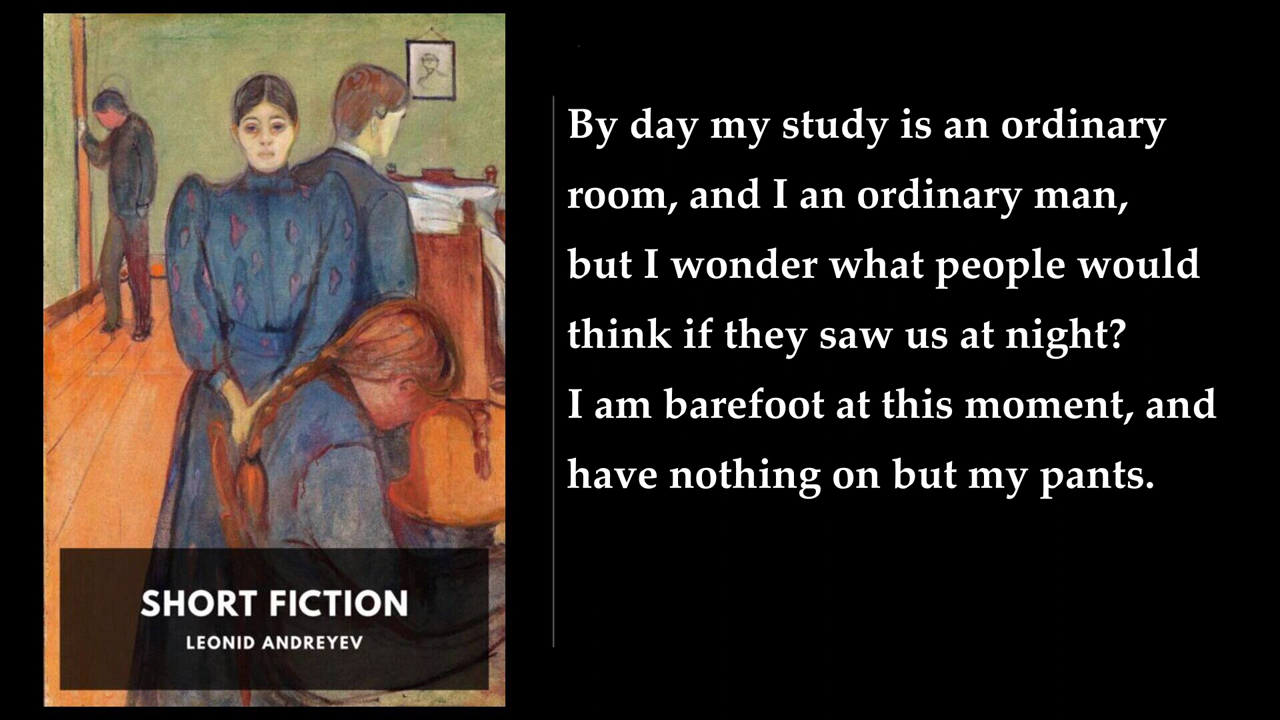 SHORT FICTION
LEONID ANDREYEV
By day my study is an ordinary
room, and I an ordinary man,
but I wonder what people would
think if they saw us at night?
I am barefoot at this moment, and
have nothing on but my pants.